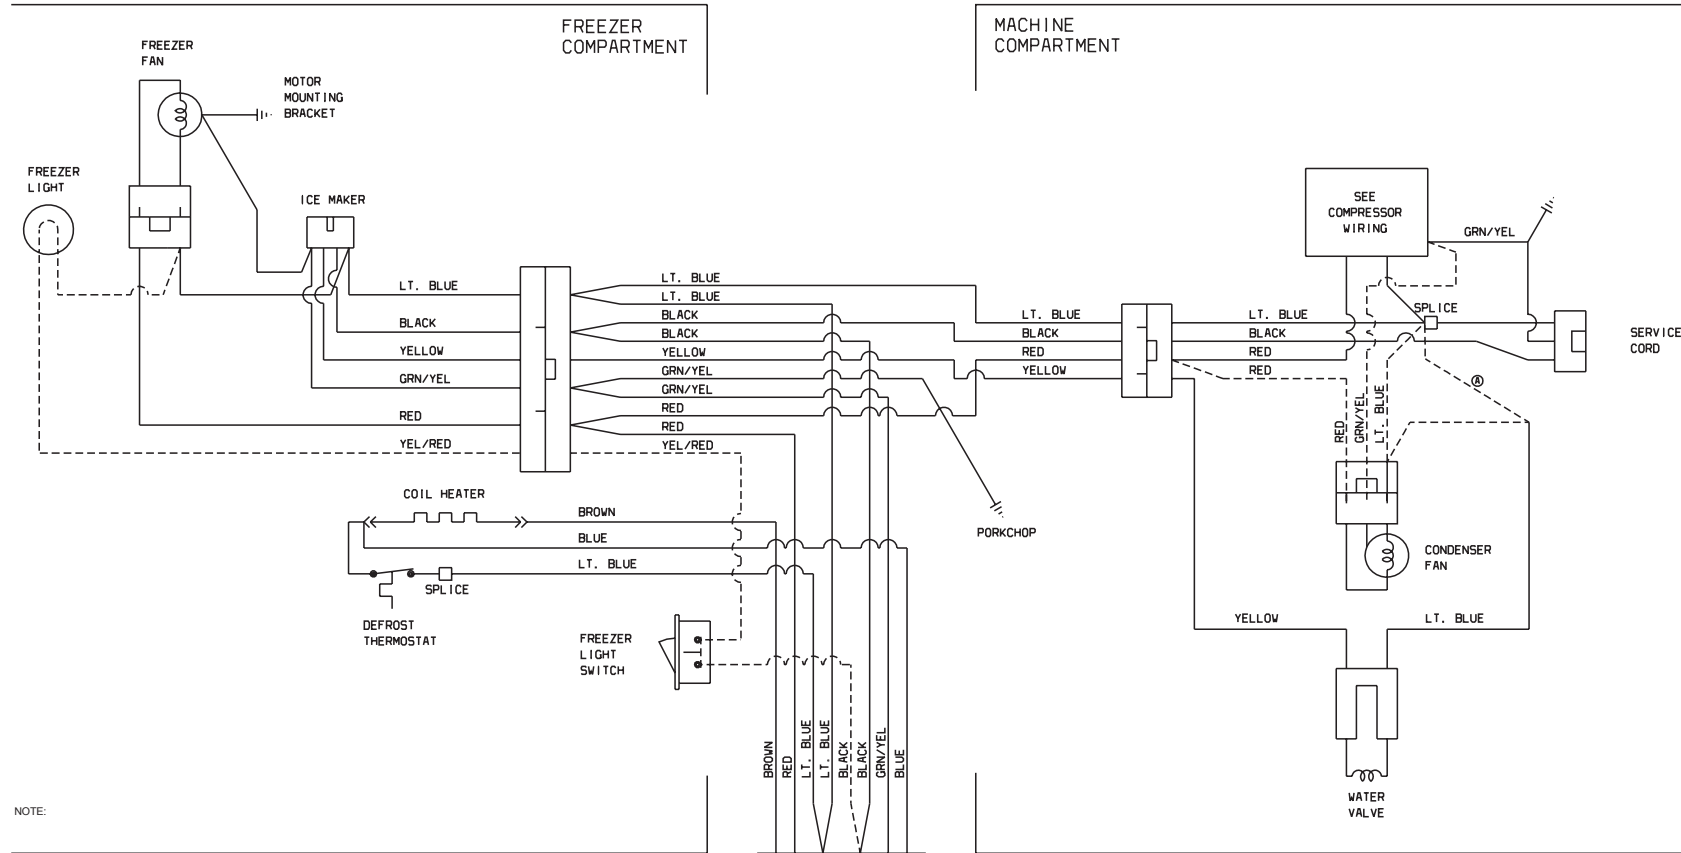 FREEZER
COMPARTMENT
MACHINE
COMPARTMENT
FREEZER
FAN
MOTOR
MOUNTING
BRACKET
FREEZER
LIGHT
ICE MAKER
SEE
COMPRESSOR
WIRING
GRN/YEL
LT. BLUE
BLACK
YELLOW
GRN/YEL
RED
YEL/RED
LT. BLUE
LT. BLUE
BLACK
BLACK
YELLOW
GRN/YEL
GRN/YEL
RED
RED
YEL/RED
LT. BLUE
BLACK
RED
YELLOW
LT. BLUE
BLACK
RED
RED
SPLICE
SERVICE
CORD
A
RED
GRN/YEL
LT. BLUE
COIL HEATER
BROWN
BLUE
LT. BLUE
SPLICE
DEFROST
THERMOSTAT
PORKCHOP
CONDENSER
FAN
FREEZER
LIGHT
SWITCH
YELLOW
LT. BLUE
BROWN
RED
LT. BLUE
LT. BLUE
BLACK
BLACK
GRN/YEL
BLUE
WATER
VALVE
NOTE: